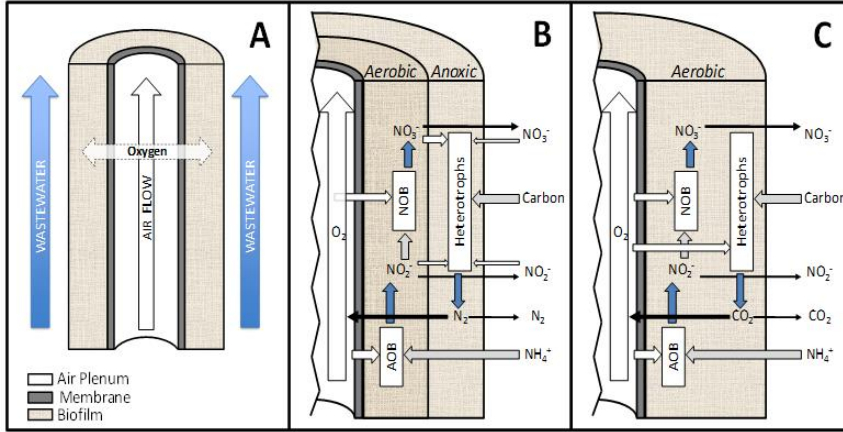 A
WASTEWATER
Oxygen
AIR FLOW
WASTEWATER
Air Plenum
Membrane
Biofilm
B
Aerobic
Anoxic
NO₃⁻
NO₃⁻
NOB
Heterotrophs
Carbon
O₂
NO₂⁻
NO₂⁻
N₂
N₂
AOB
NH₄⁺
C
Aerobic
NO₃⁻
NO₃⁻
NOB
Heterotrophs
Carbon
O₂
NO₂⁻
NO₂⁻
CO₂
CO₂
AOB
NH₄⁺